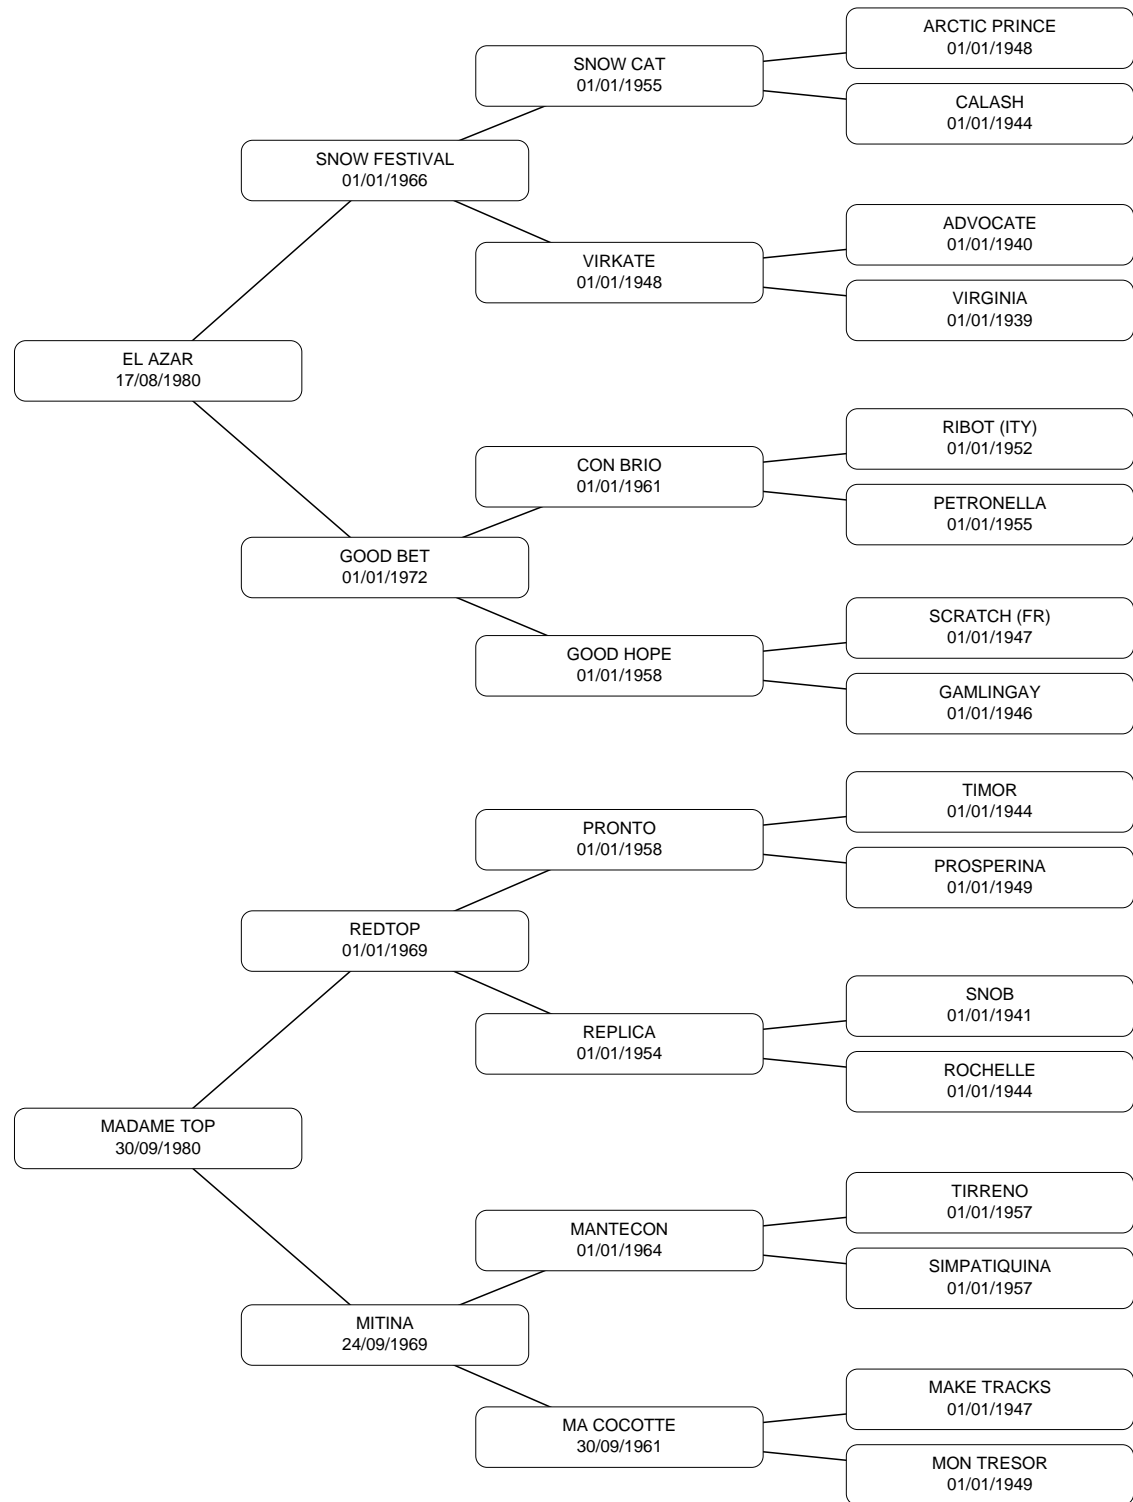 ARCTIC PRINCE
01/01/1948
SNOW CAT
01/01/1955
CALASH
01/01/1944
SNOW FESTIVAL
01/01/1966
ADVOCATE
01/01/1940
VIRKATE
01/01/1948
VIRGINIA
01/01/1939
EL AZAR
17/08/1980
RIBOT (ITY)
01/01/1952
CON BRIO
01/01/1961
PETRONELLA
01/01/1955
GOOD BET
01/01/1972
SCRATCH (FR)
01/01/1947
GOOD HOPE
01/01/1958
GAMLINGAY
01/01/1946
TIMOR
01/01/1944
PRONTO
01/01/1958
PROSPERINA
01/01/1949
REDTOP
01/01/1969
SNOB
01/01/1941
REPLICA
01/01/1954
ROCHELLE
01/01/1944
MADAME TOP
30/09/1980
TIRRENO
01/01/1957
MANTECON
01/01/1964
SIMPATIQUINA
01/01/1957
MITINA
24/09/1969
MAKE TRACKS
01/01/1947
MA COCOTTE
30/09/1961
MON TRESOR
01/01/1949